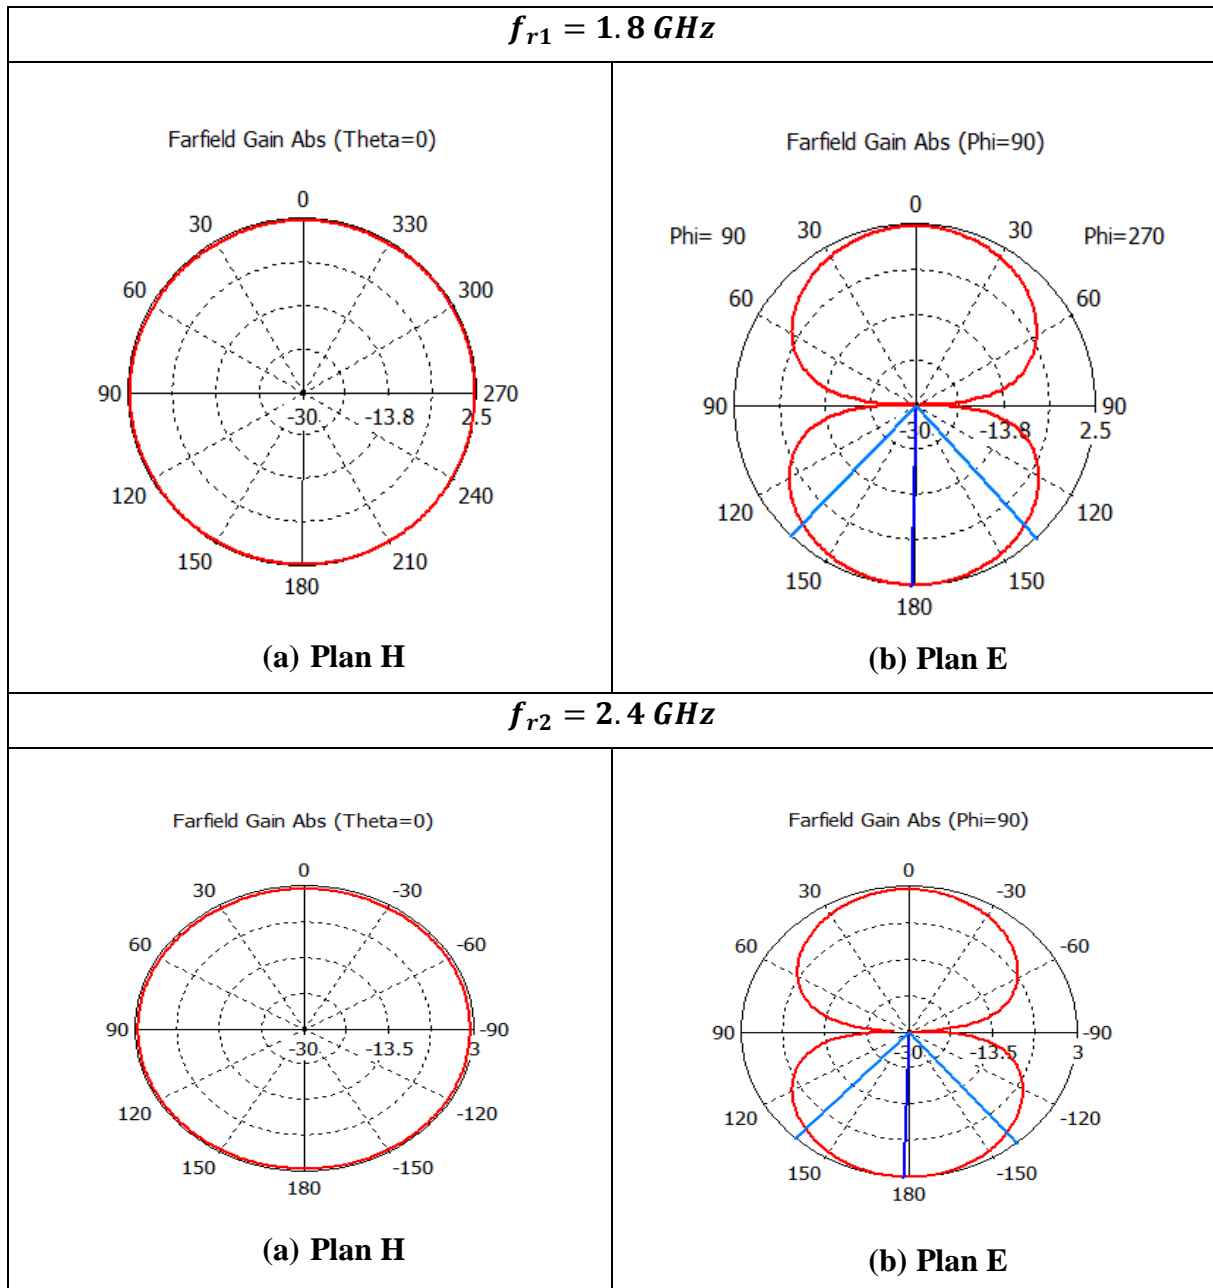 f_{r1} = 1.8 GHz
Farfield Gain Abs (Theta=0)
0
30 330
60 300
90 270
-30 -13.8 2.5
120 240
150 210
180
(a) Plan H
Farfield Gain Abs (Phi=90)
0
Phi= 90 30 30 Phi=270
60 60
90 90
-30 -13.8 2.5
120 120
150 150
180
(b) Plan E
f_{r2} = 2.4 GHz
Farfield Gain Abs (Theta=0)
0
30 -30
60 -60
90 -90
-30 -13.5 3
120 -120
150 -150
180
(a) Plan H
Farfield Gain Abs (Phi=90)
0
30 -30
60 -60
90 -90
-30 -13.5 3
120 -120
150 -150
180
(b) Plan E